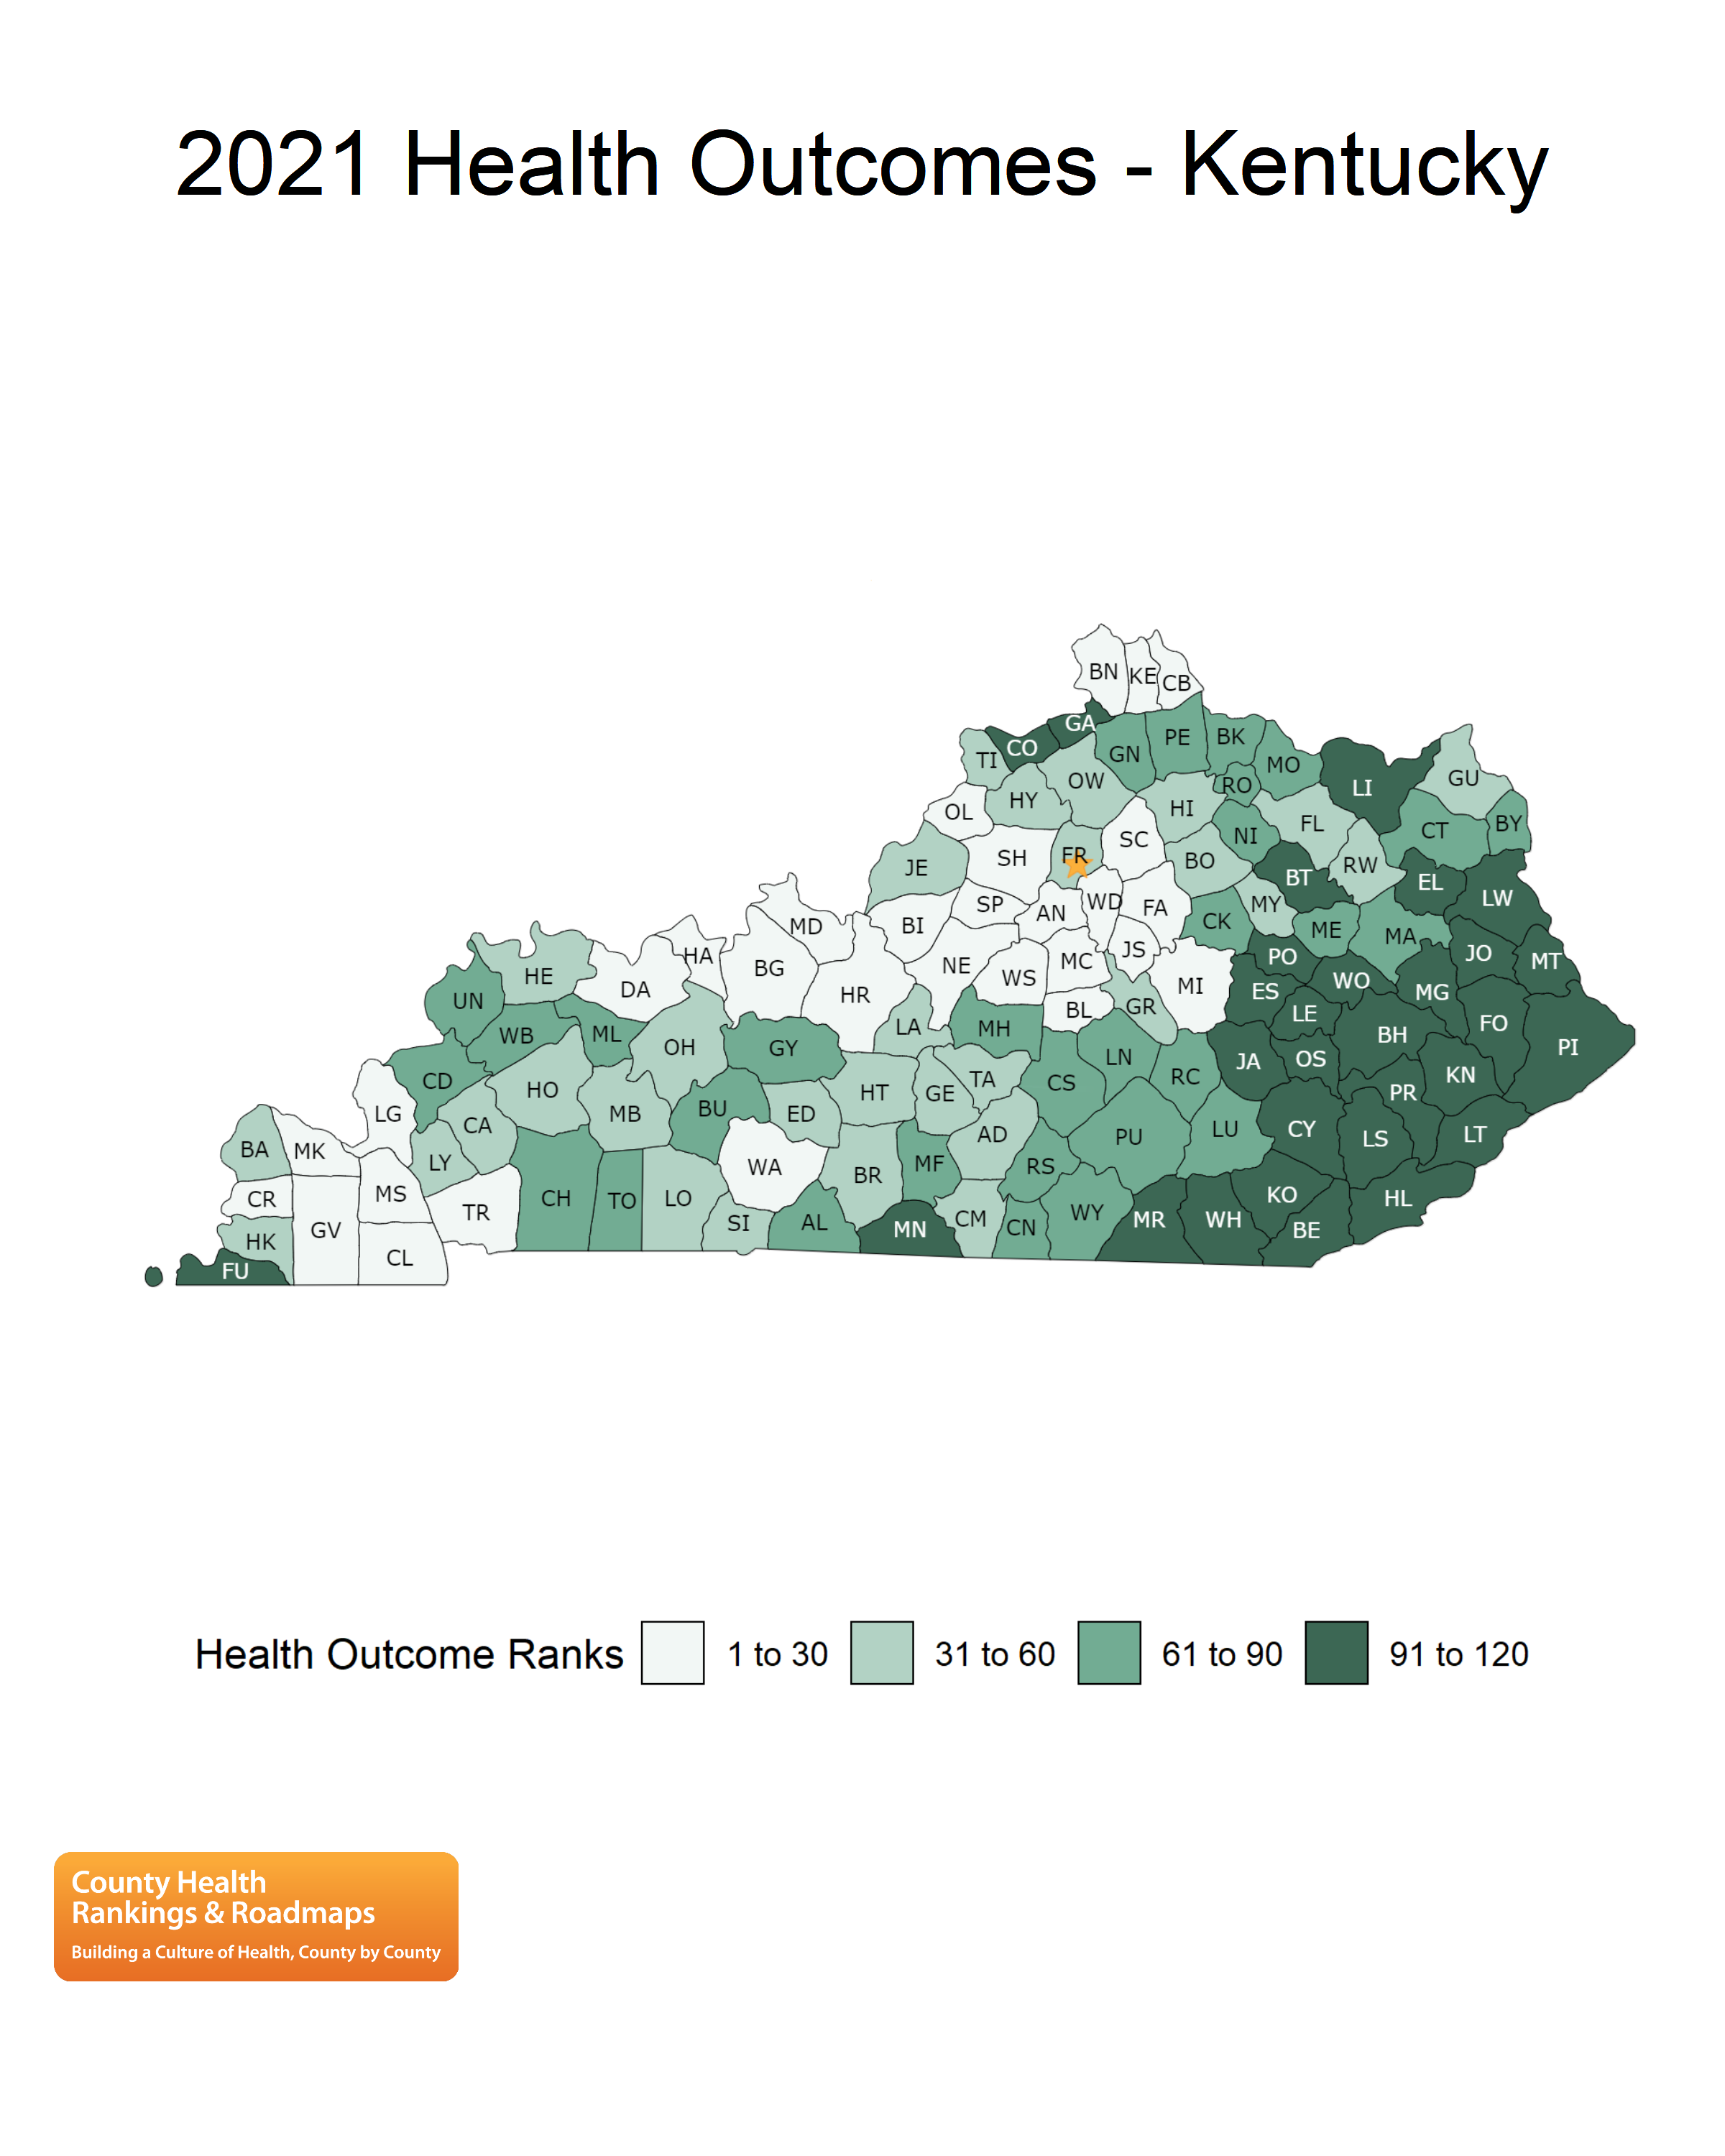 2021 Health Outcomes - Kentucky
BN KE CB
GA
CO TI GN PE BK
OW RO MO LI GU
OL HY HI FL CT BY
JE SH FR SC BO NI RW
BT EL LW
MD BI SP AN WD FA CK MY ME MA
HE HA BG NE WS MC JS PO JO MT
UN DA HR MI ES WO MG
WB ML OH GY LA MH BL GR LE BH FO PI
CD HO MB BU ED HT GE TA CS LN RC JA OS PR KN
LG CA AD PU LU CY LS LT
BA MK LY WA BR MF RS
CR MS TR CH TO LO SI AL MN CM CN WY MR WH KO BE HL
HK GV CL
FU
Health Outcome Ranks 1 to 30 31 to 60 61 to 90 91 to 120
County Health
Rankings & Roadmaps
Building a Culture of Health, County by County